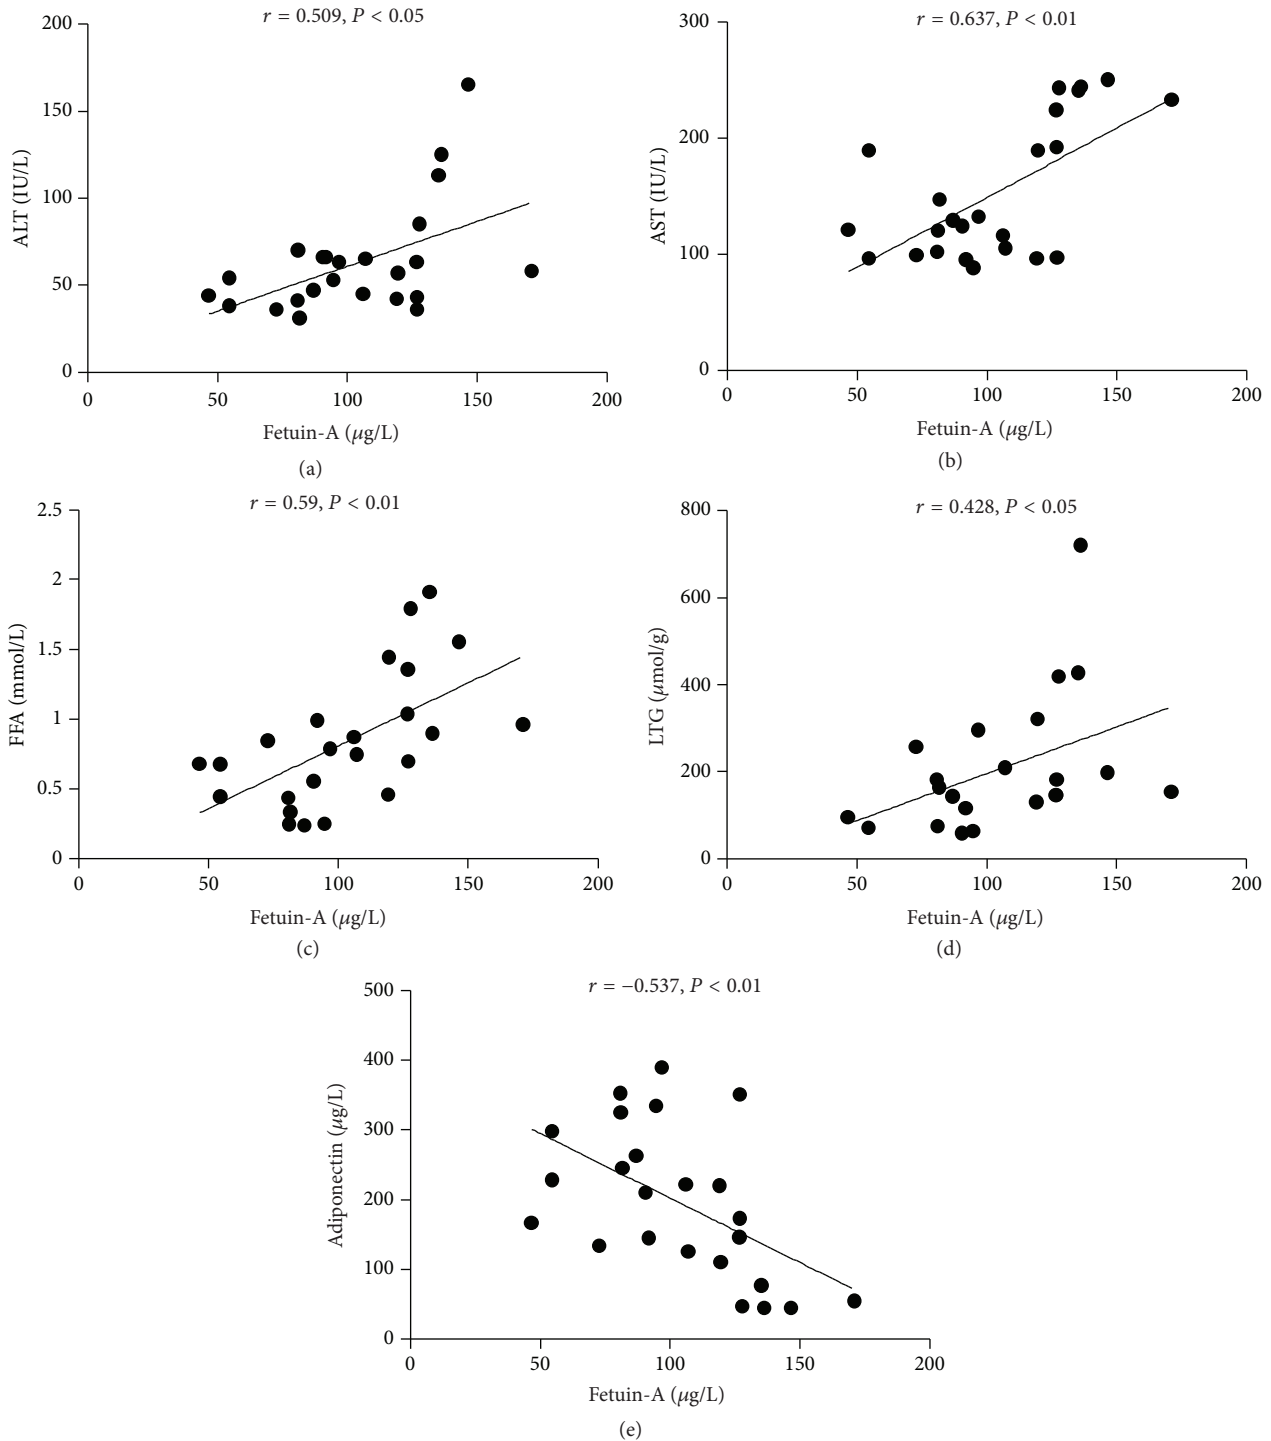 r = 0.509, P < 0.05
200
150
100
50
0
ALT (IU/L)
0 50 100 150 200
Fetuin-A (μg/L)
(a)
r = 0.637, P < 0.01
300
200
100
0
AST (IU/L)
0 50 100 150 200
Fetuin-A (μg/L)
(b)
r = 0.59, P < 0.01
2.5
2
1.5
1
0.5
0
FFA (mmol/L)
0 50 100 150 200
Fetuin-A (μg/L)
(c)
r = 0.428, P < 0.05
800
600
400
200
0
LTG (μmol/g)
0 50 100 150 200
Fetuin-A (μg/L)
(d)
r = −0.537, P < 0.01
500
400
300
200
100
0
Adiponectin (μg/L)
0 50 100 150 200
Fetuin-A (μg/L)
(e)